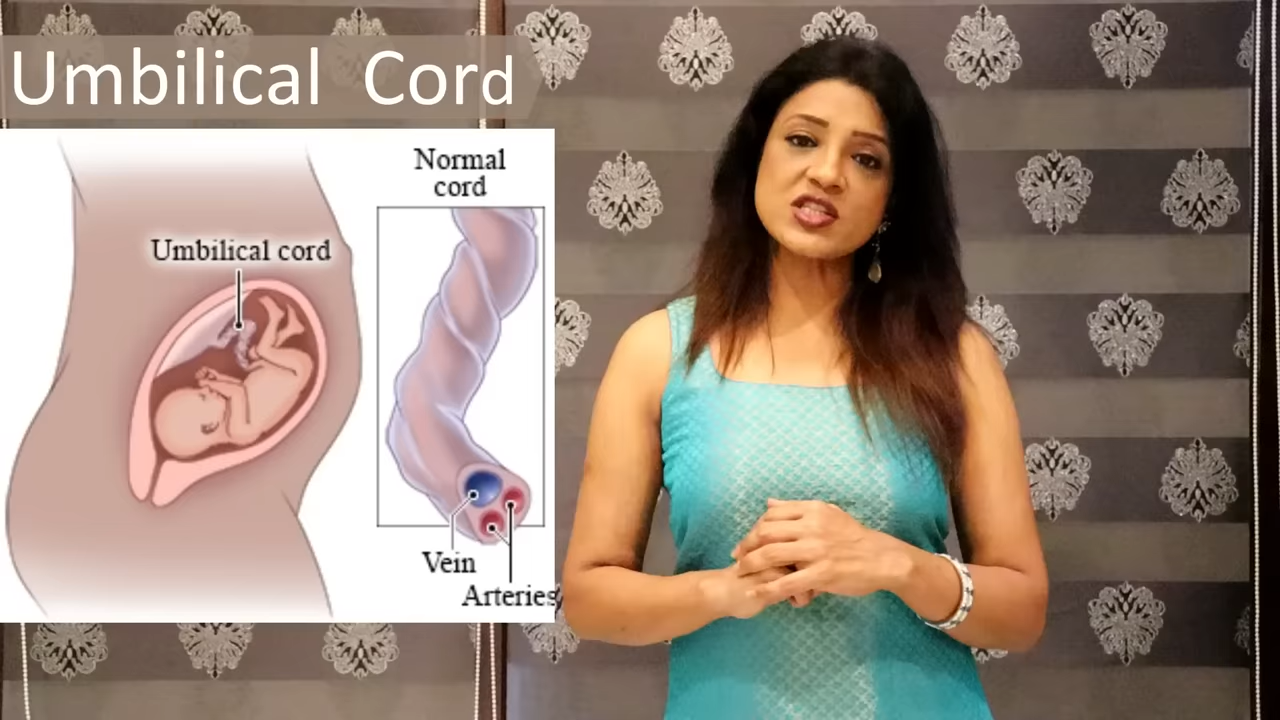 Umbilical Cord
Normal
cord
Umbilical cord
Vein
Arteries